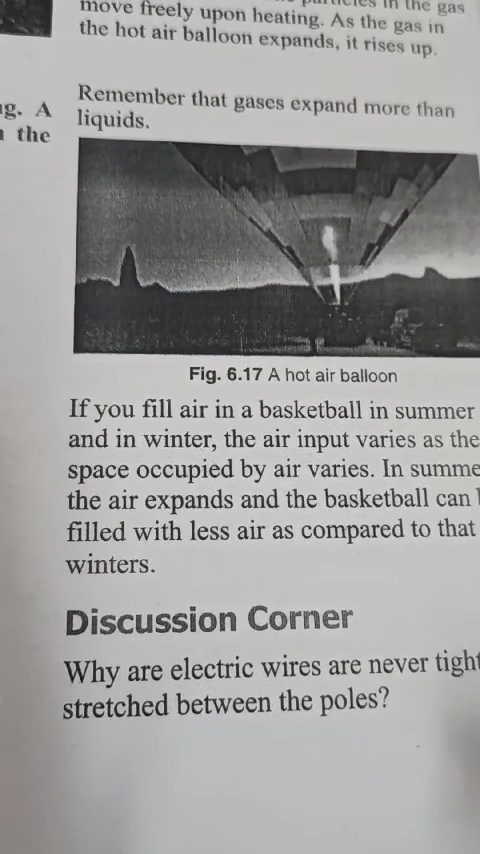 in the gas
move freely upon heating. As the gas in
the hot air balloon expands, it rises up.
Remember that gases expand more than
liquids.
A
the
Fig. 6.17 A hot air balloon
If you fill air in a basketball in summer
and in winter, the air input varies as the
space occupied by air varies. In summe
the air expands and the basketball can
filled with less air as compared to that
winters.
Discussion Corner
Why are electric wires are never tight
stretched between the poles?